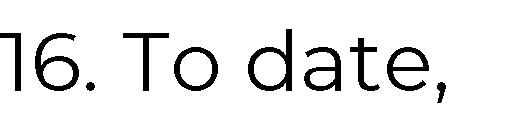 16. To date,